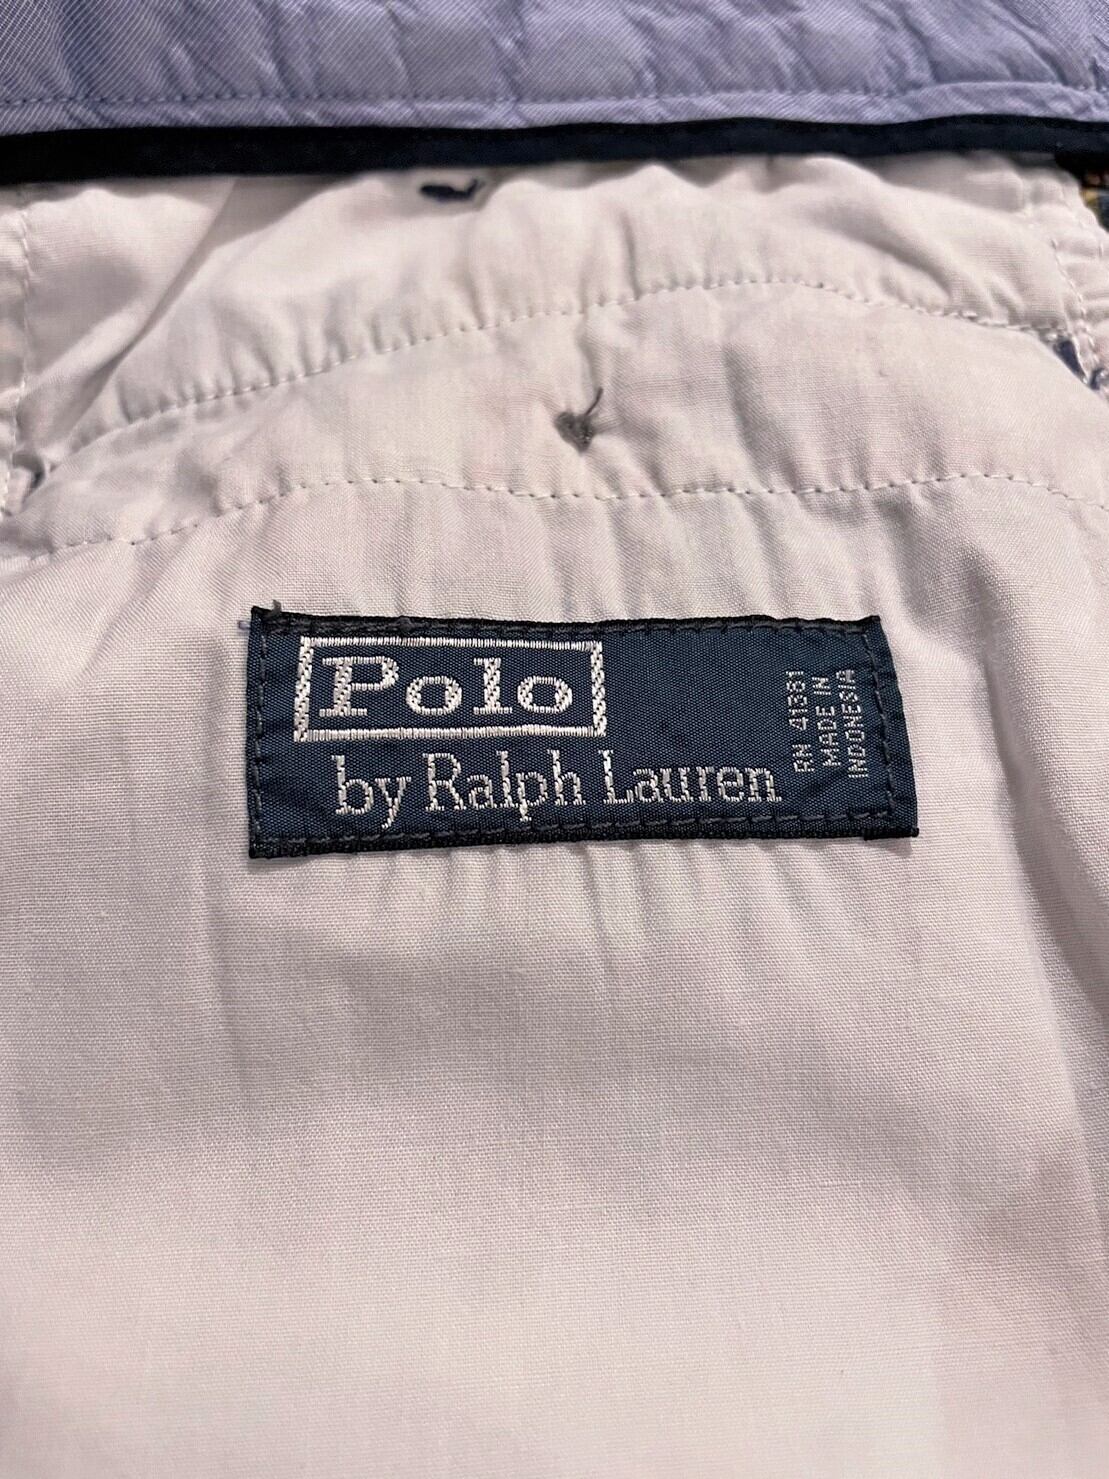 Polo
by Ralph Lauren
RN 41381
MADE IN
INDONESIA